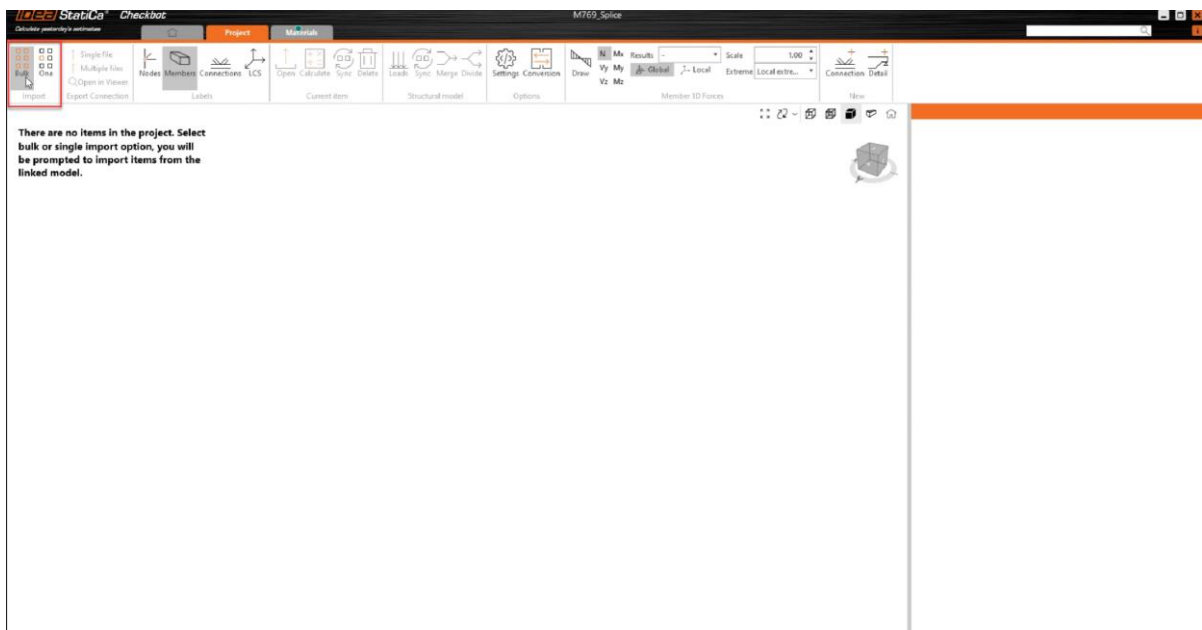 IDEA StatiCa® Checkbot
M769_Splice
Calculate yesterday's estimates
Project
Materials
Bulk One
Import
Single file
Multiple files
Open in Viewer
Export Connection
Nodes Members Connections LCS
Labels
Open Calculate Sync Delete
Current item
Loads Sync Merge Divide
Structural model
Settings Conversion
Options
Draw
N Mx
Vy My
Vz Mz
Results -
Global Local
Scale 1.00
Extreme Local extre...
Member 1D Forces
Connection Detail
New
There are no items in the project. Select
bulk or single import option, you will
be prompted to import items from the
linked model.